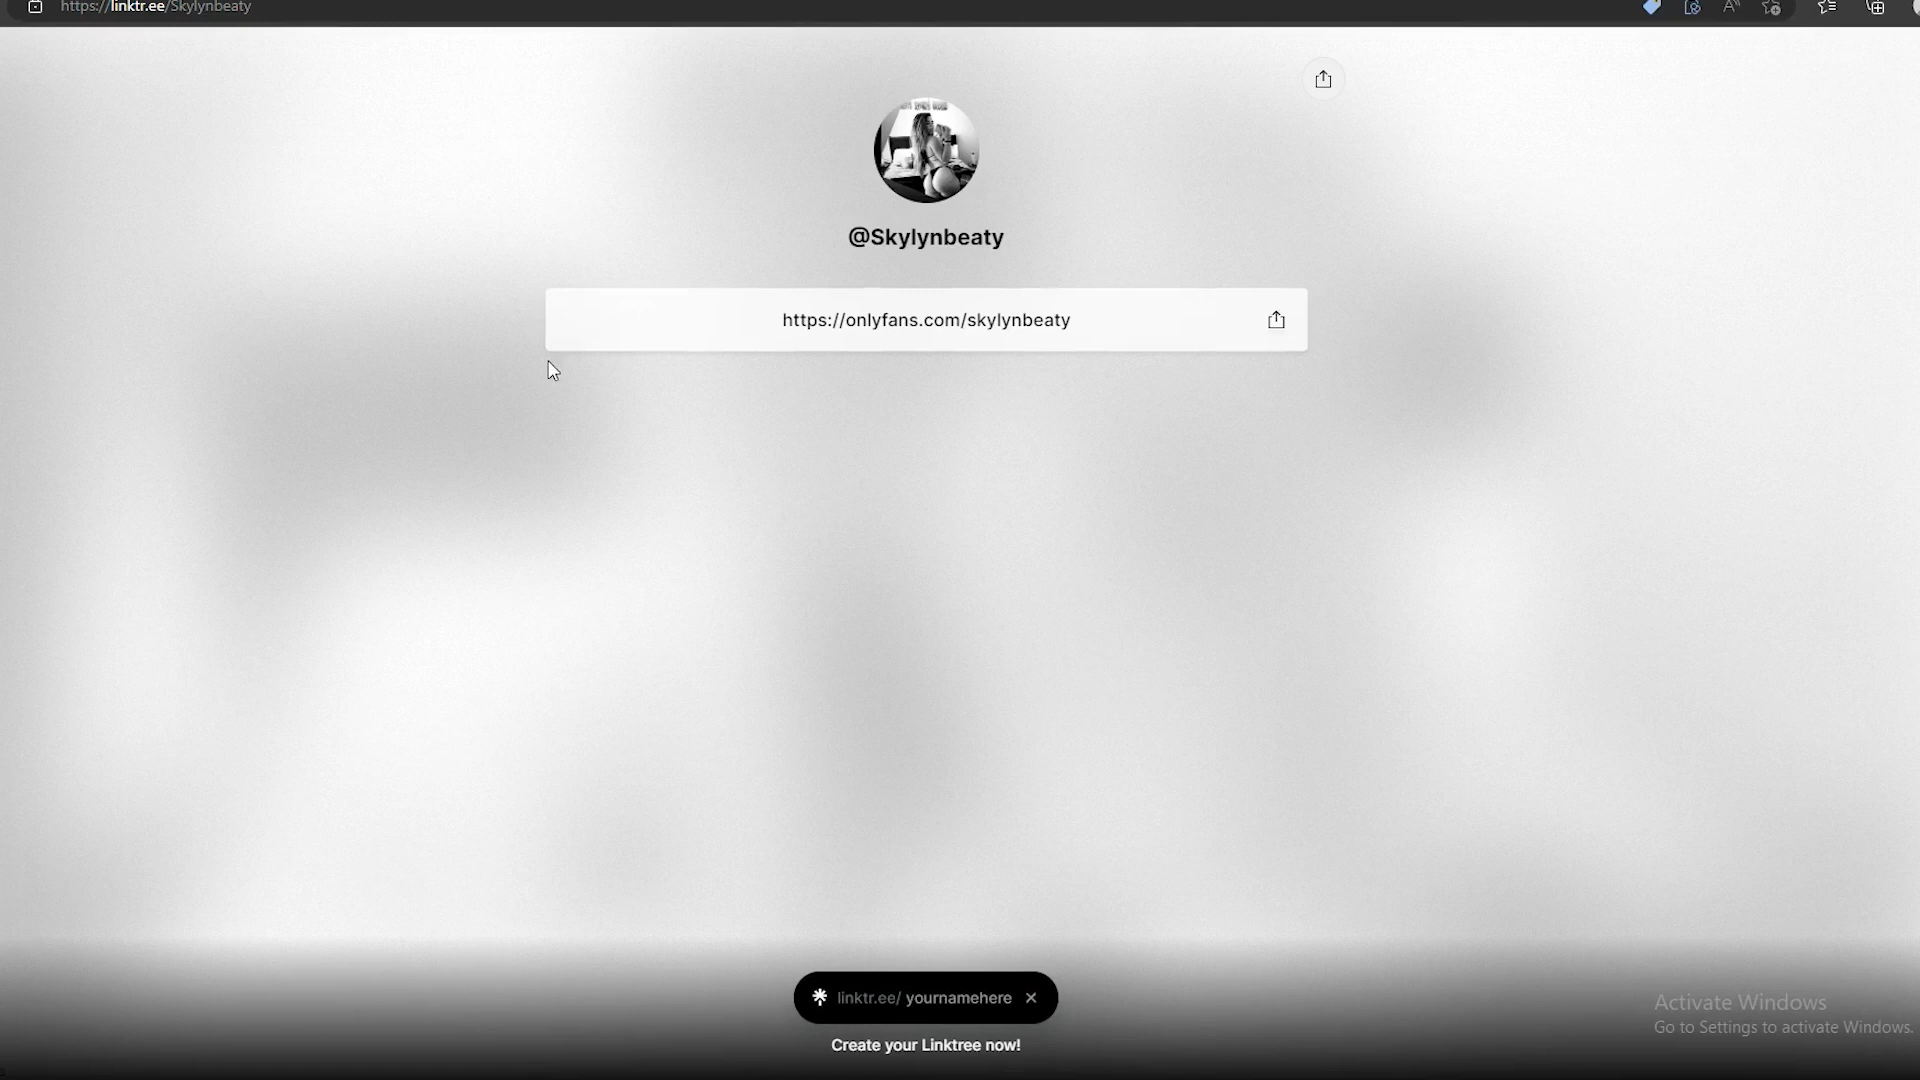 https://linktr.ee/Skylynbeaty
@Skylynbeaty
https://onlyfans.com/skylynbeaty
linktr.ee/ yournamehere
Create your Linktree now!
Activate Windows
Go to Settings to activate Windows.